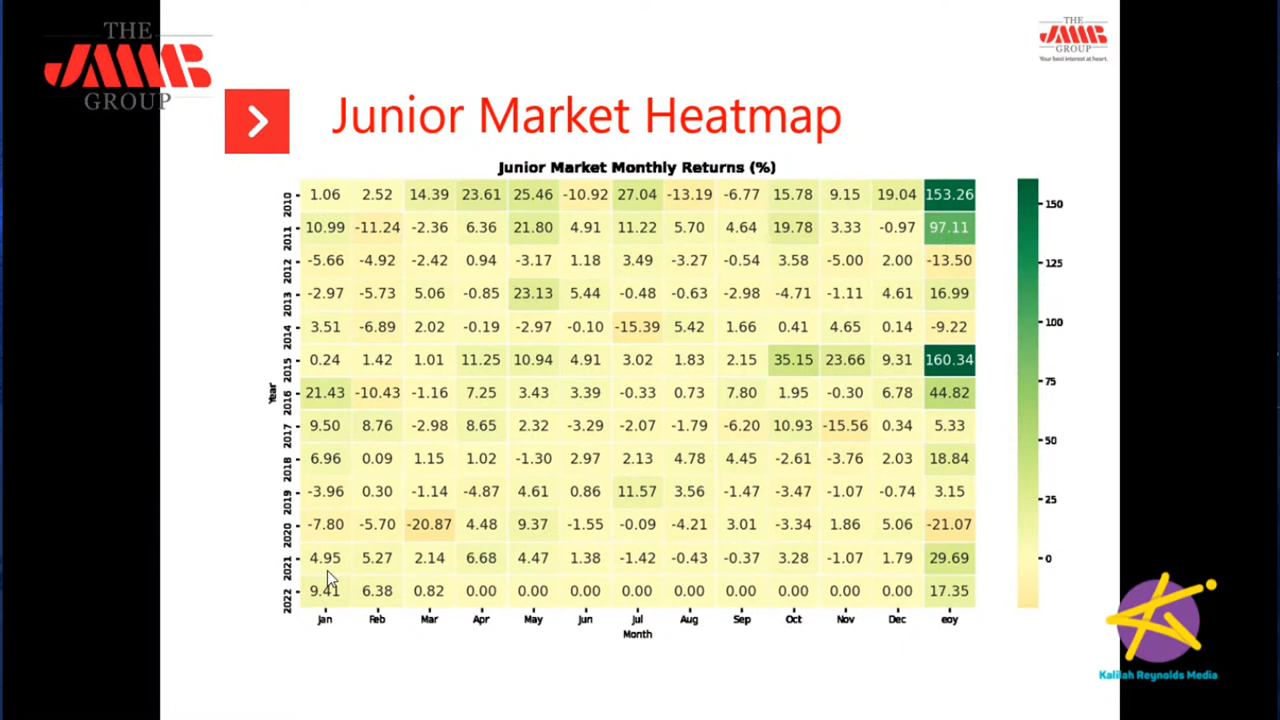 THE
JMMB
GROUP
THE
JMMB
GROUP
Your best interest at heart.
Junior Market Heatmap
Junior Market Monthly Returns (%)
2010 1.06 2.52 14.39 23.61 25.46 -10.92 27.04 -13.19 -6.77 15.78 9.15 19.04 153.26
2011 10.99 -11.24 -2.36 6.36 21.80 4.91 11.22 5.70 4.64 19.78 3.33 -0.97 97.11
2012 -5.66 -4.92 -2.42 0.94 -3.17 1.18 3.49 -3.27 -0.54 3.58 -5.00 2.00 -13.50
2013 -2.97 -5.73 5.06 -0.85 23.13 5.44 -0.48 -0.63 -2.98 -4.71 -1.11 4.61 16.99
2014 3.51 -6.89 2.02 -0.19 -2.97 -0.10 -15.39 5.42 1.66 0.41 4.65 0.14 -9.22
2015 0.24 1.42 1.01 11.25 10.94 4.91 3.02 1.83 2.15 35.15 23.66 9.31 160.34
2016 21.43 -10.43 -1.16 7.25 3.43 3.39 -0.33 0.73 7.80 1.95 -0.30 6.78 44.82
2017 9.50 8.76 -2.98 8.65 2.32 -3.29 -2.07 -1.79 -6.20 10.93 -15.56 0.34 5.33
2018 6.96 0.09 1.15 1.02 -1.30 2.97 2.13 4.78 4.45 -2.61 -3.76 2.03 18.84
2019 -3.96 0.30 -1.14 -4.87 4.61 0.86 11.57 3.56 -1.47 -3.47 -1.07 -0.74 3.15
2020 -7.80 -5.70 -20.87 4.48 9.37 -1.55 -0.09 -4.21 3.01 -3.34 1.86 5.06 -21.07
2021 4.95 5.27 2.14 6.68 4.47 1.38 -1.42 -0.43 -0.37 3.28 -1.07 1.79 29.69
2022 9.41 6.38 0.82 0.00 0.00 0.00 0.00 0.00 0.00 0.00 0.00 0.00 17.35
Jan Feb Mar Apr May Jun Jul Aug Sep Oct Nov Dec eoy
Month
Year
150
125
100
75
50
25
0
Kalilah Reynolds Media